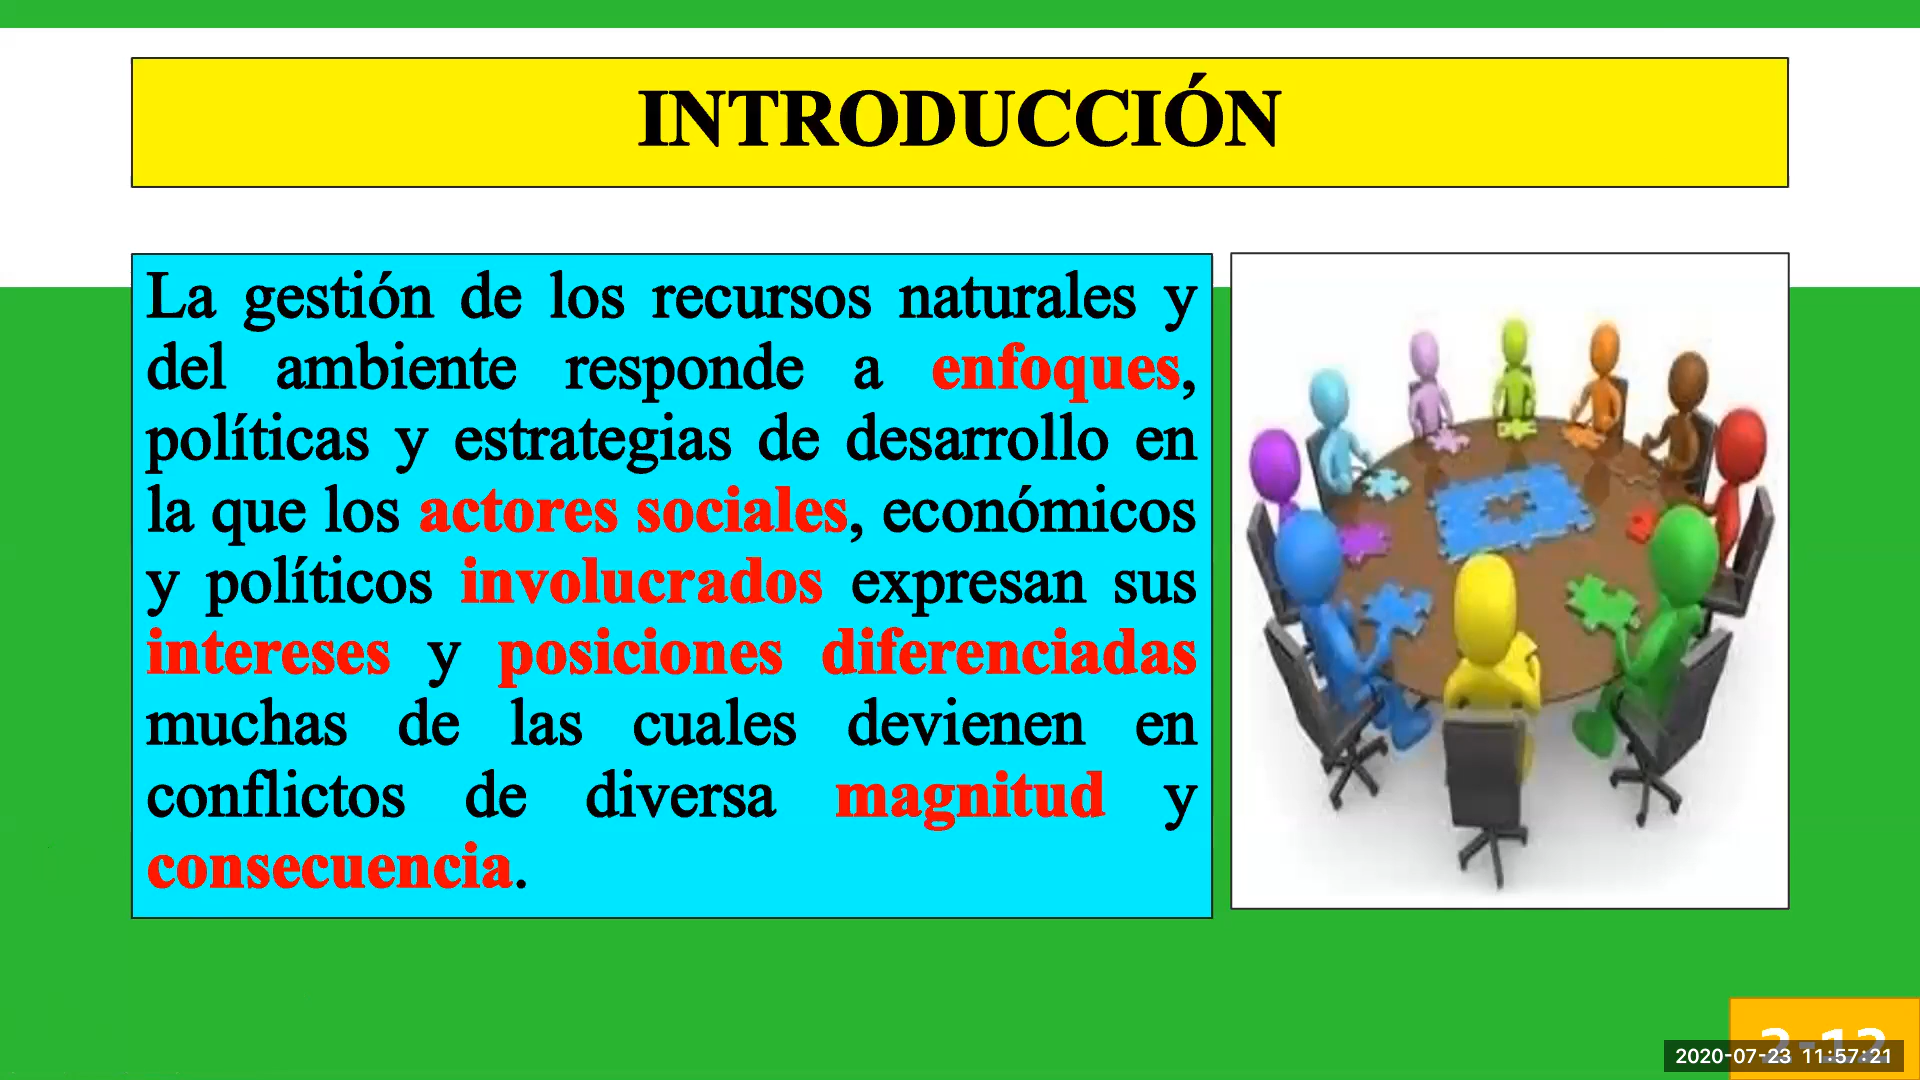 INTRODUCCIÓN
La gestión de los recursos naturales y
del ambiente responde a enfoques,
políticas y estrategias de desarrollo en
la que los actores sociales, económicos
y políticos involucrados expresan sus
intereses y posiciones diferenciadas
muchas de las cuales devienen en
conflictos de diversa magnitud y
consecuencia.
2-12
2020-07-23 11:57:21